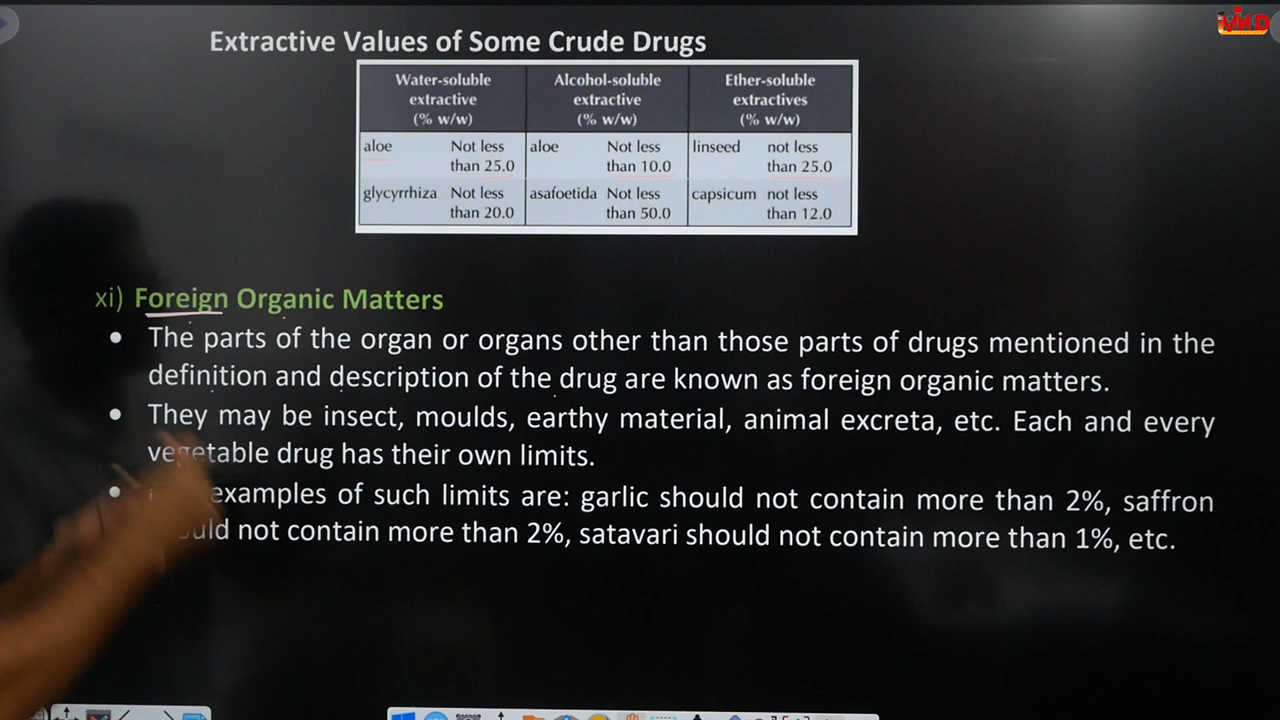 Extractive Values of Some Crude Drugs
Water-soluble extractive (% w/w) Alcohol-soluble extractive (% w/w) Ether-soluble extractives (% w/w)
aloe Not less than 25.0 aloe Not less than 10.0 linseed not less than 25.0
glycyrrhiza Not less than 20.0 asafoetida Not less than 50.0 capsicum not less than 12.0
xi) Foreign Organic Matters
• The parts of the organ or organs other than those parts of drugs mentioned in the
definition and description of the drug are known as foreign organic matters.
• They may be insect, moulds, earthy material, animal excreta, etc. Each and every
vegetable drug has their own limits.
• examples of such limits are: garlic should not contain more than 2%, saffron
not contain more than 2%, satavari should not contain more than 1%, etc.